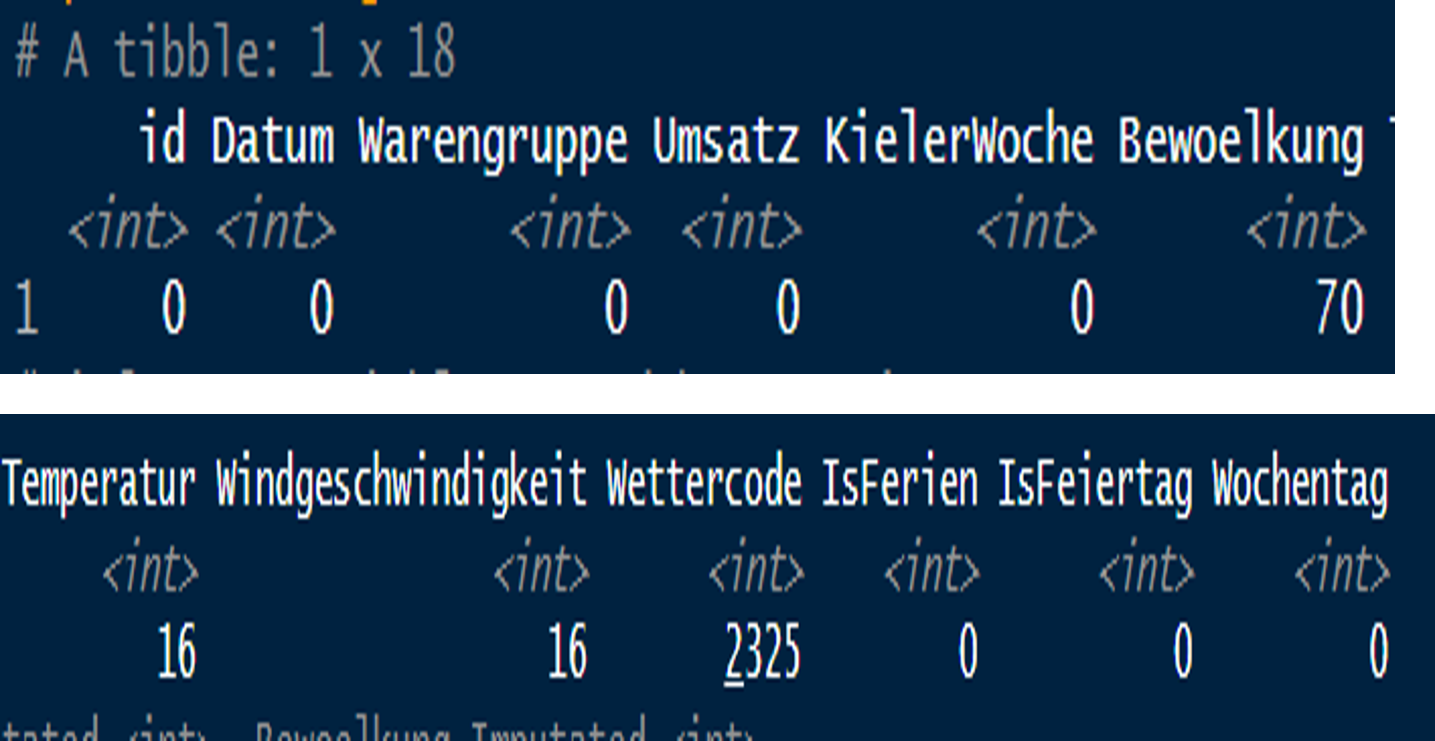 # A tibble: 1 x 18
id Datum Warengruppe Umsatz KielerWoche Bewoelkung
<int> <int> <int> <int> <int> <int>
1 0 0 0 0 0 70
Temperatur Windgeschwindigkeit Wettercode IsFerien IsFeiertag Wochentag
<int> <int> <int> <int> <int> <int>
16 16 2325 0 0 0
<int>, Bewoelkung_Imputated <int>